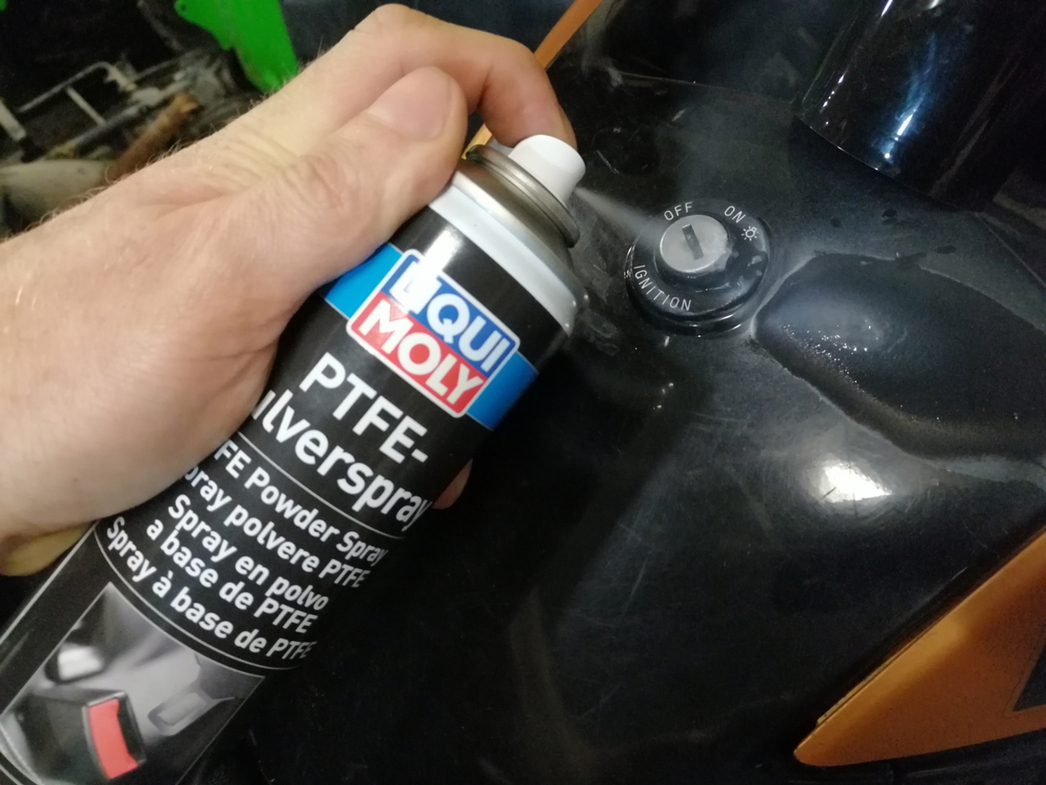 OFF ON
IGNITION
LIQUI
MOLY
PTFE-
ulverspray
FE Powder Spray
pray polvere PTFE
Spray en polvo
a base de PTFE
Spray à base de PTFE